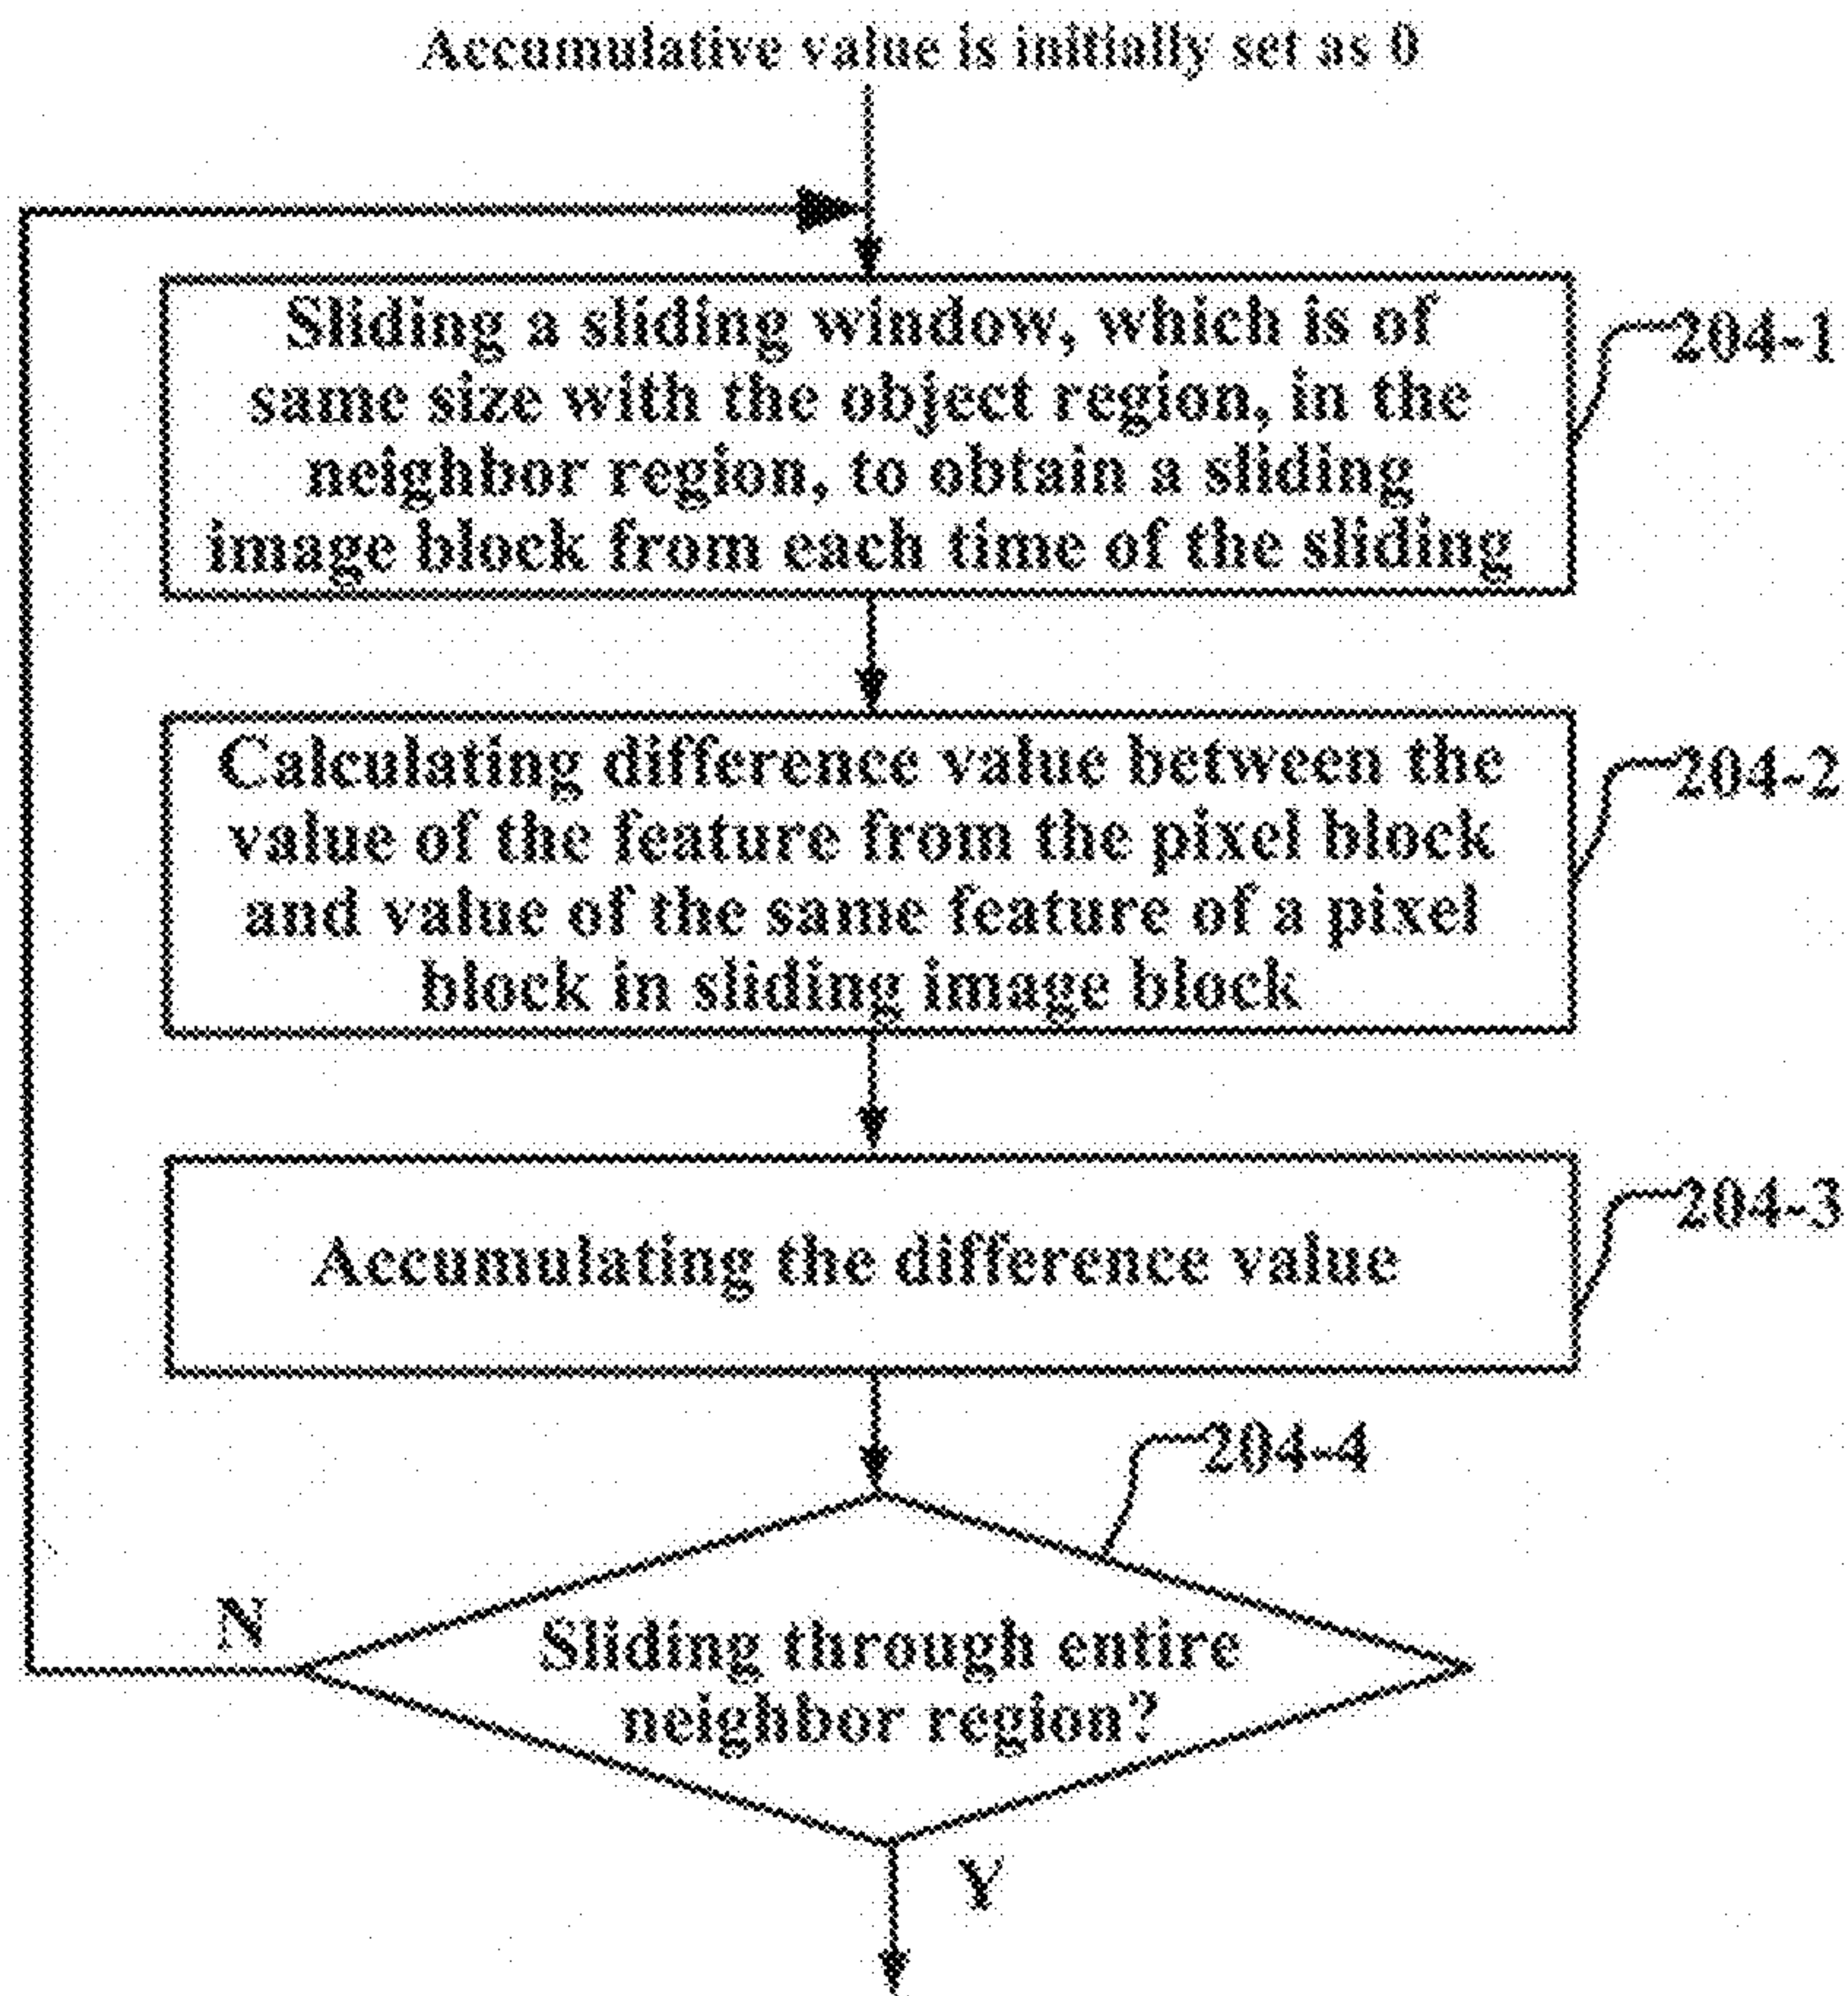 Accumulative value is initially set as 0
Sliding a sliding window, which is of
same size with the object region, in the
neighbor region, to obtain a sliding
image block from each time of the sliding
204-1
Calculating difference value between the
value of the feature from the pixel block
and value of the same feature of a pixel
block in sliding image block
204-2
Accumulating the difference value
204-3
204-4
N
Sliding through entire
neighbor region?
Y